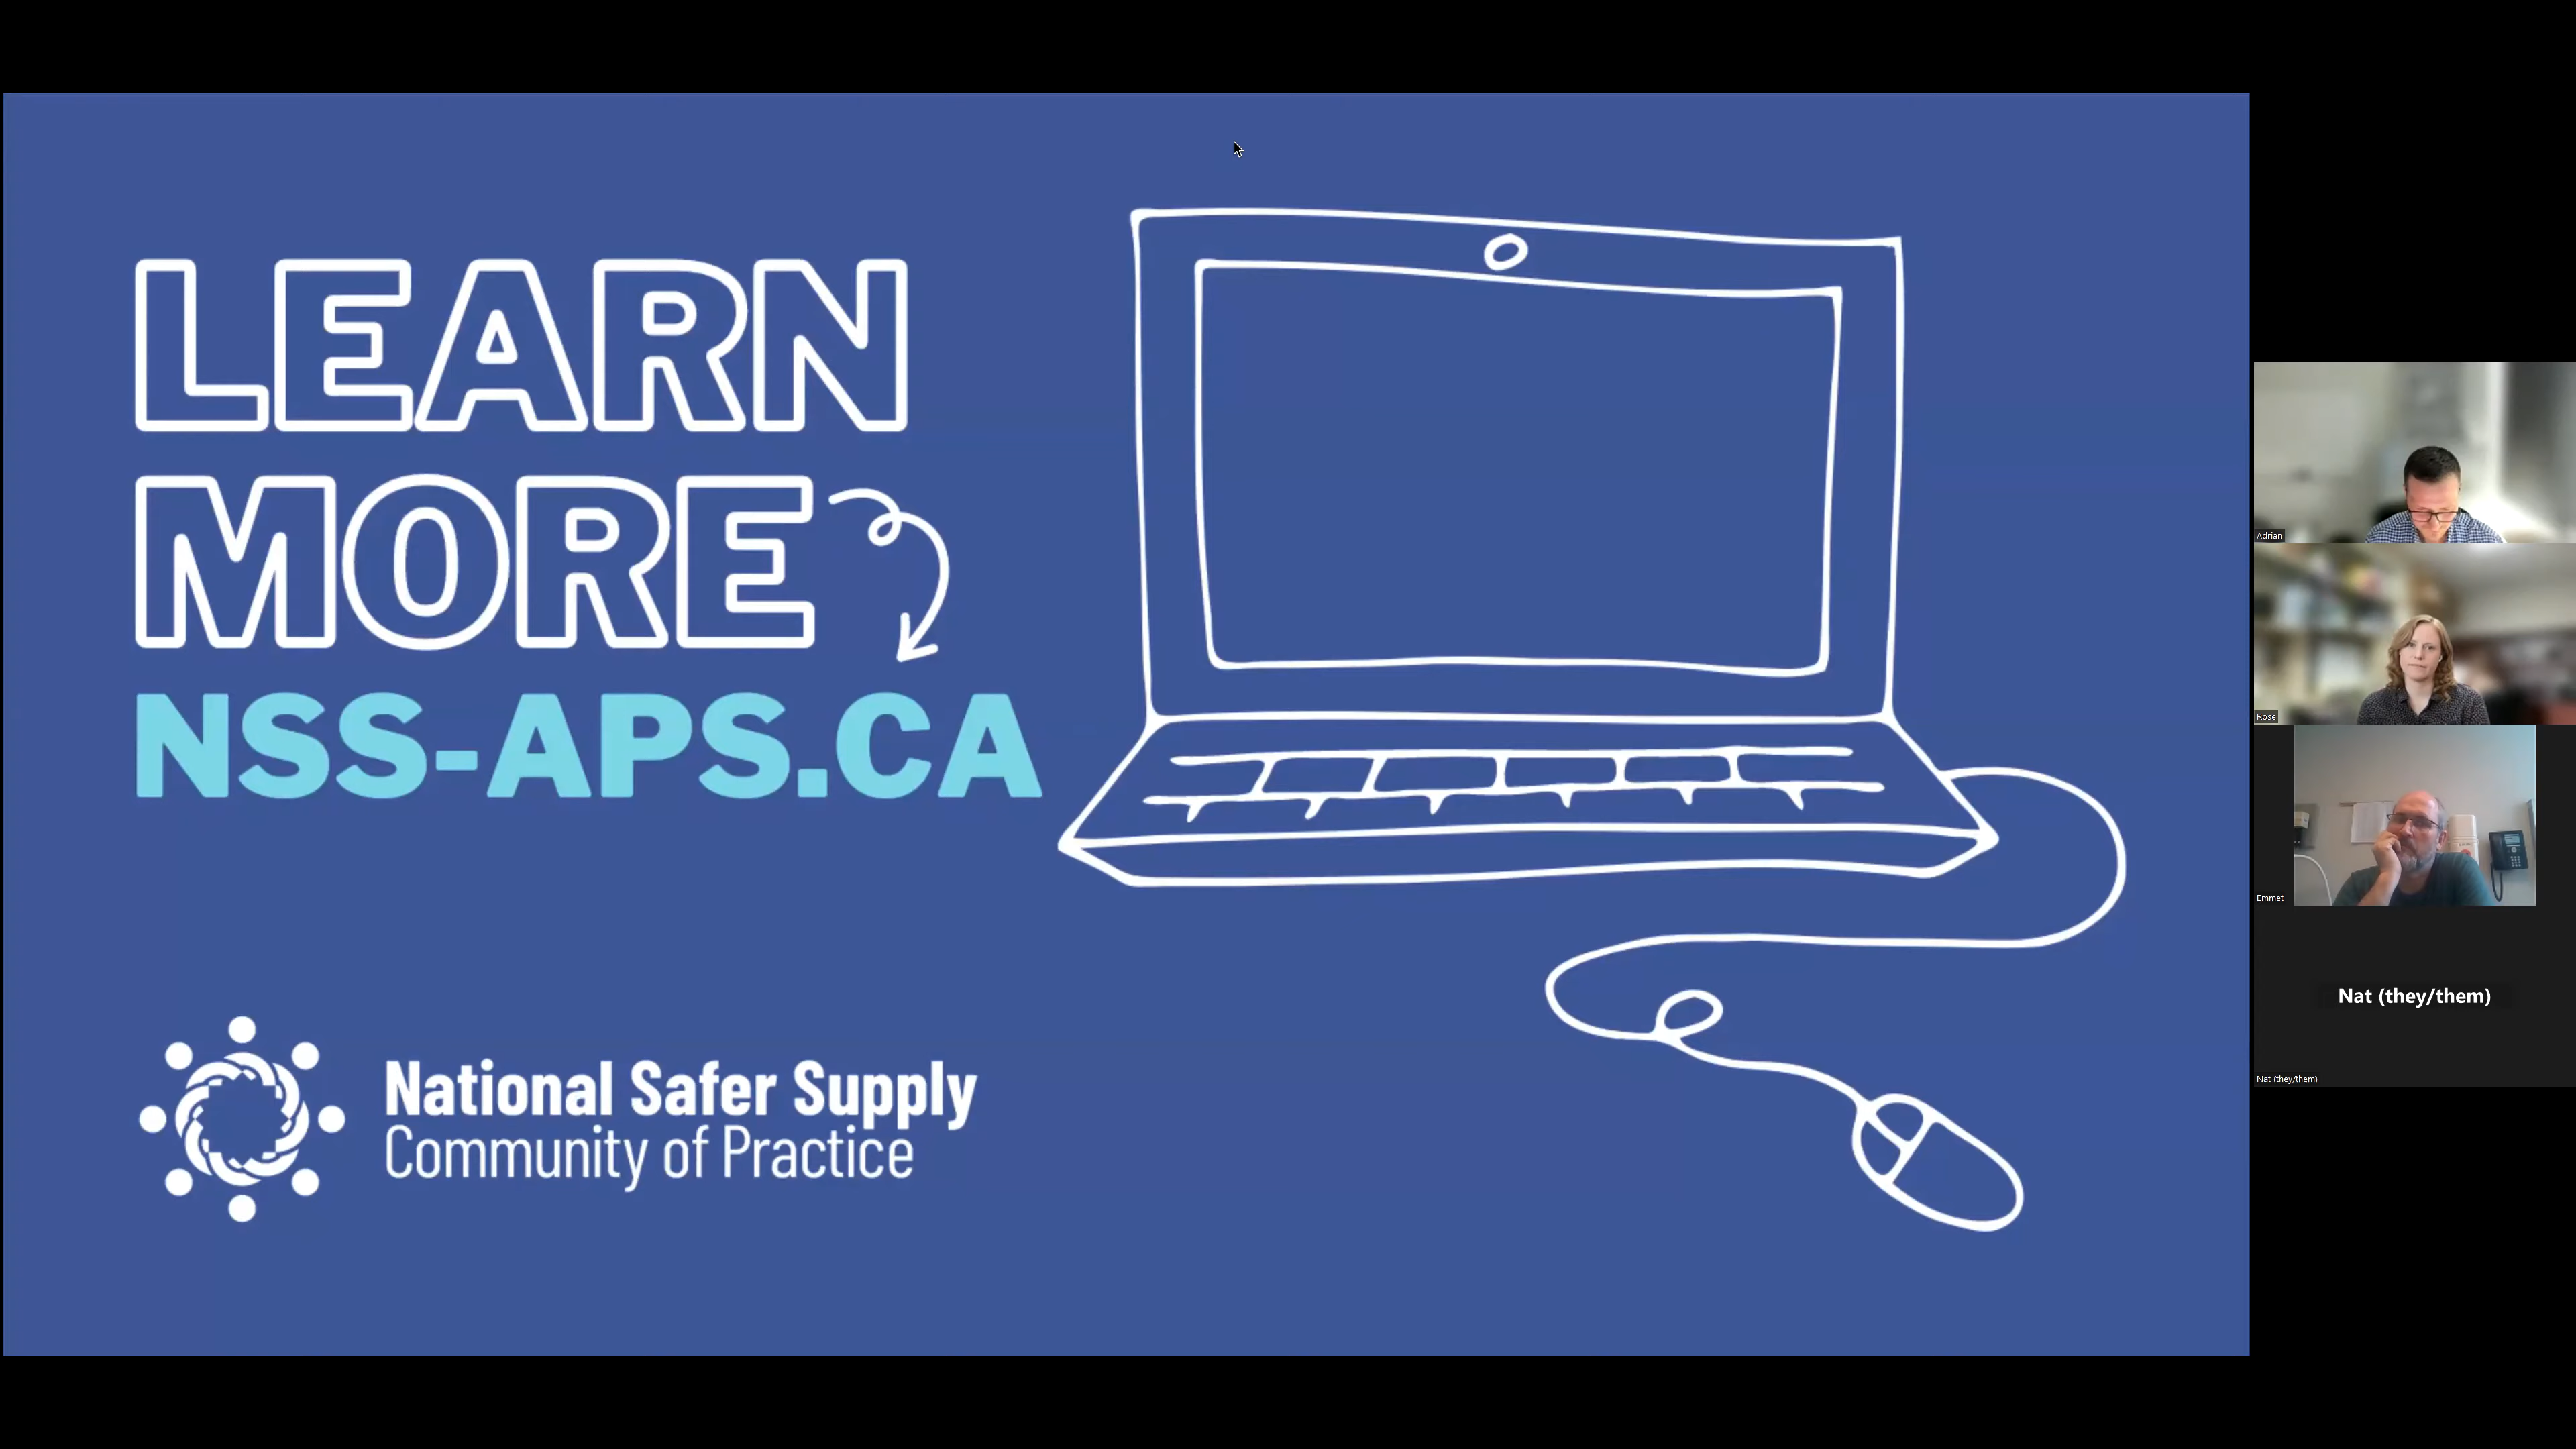 LEARN
MORE
NSS-APS.CA
National Safer Supply
Community of Practice
Adrian
Rose
Emmet
Nat (they/them)
Nat (they/them)